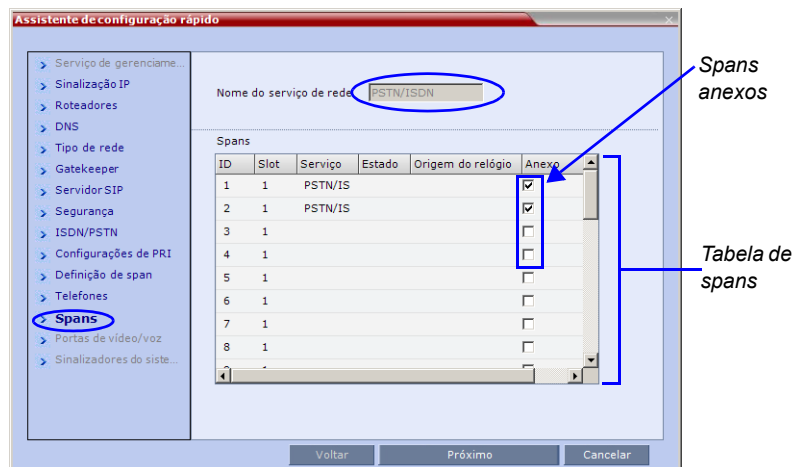 Assistente de configuração rápido
Serviço de gerenciame...
Sinalização IP
Roteadores
DNS
Tipo de rede
Gatekeeper
Servidor SIP
Segurança
ISDN/PSTN
Configurações de PRI
Definição de span
Telefones
Spans
Portas de vídeo/voz
Sinalizadores do siste...
Nome do serviço de rede PSTN/ISDN
Spans
ID Slot Serviço Estado Origem do relógio Anexo
1 1 PSTN/IS
2 1 PSTN/IS
3 1
4 1
5 1
6 1
7 1
8 1
Voltar Próximo Cancelar
Spans
anexos
Tabela de
spans